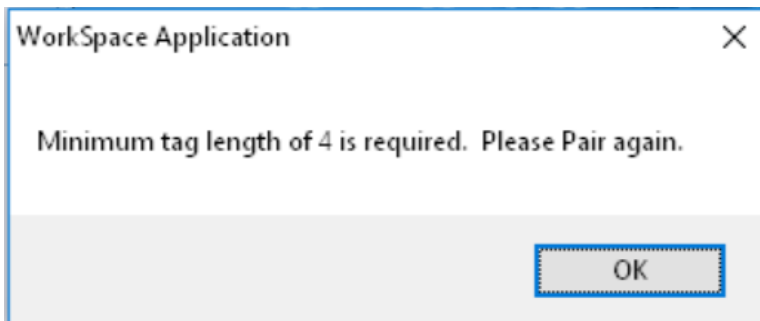 WorkSpace Application
Minimum tag length of 4 is required.  Please Pair again.
OK